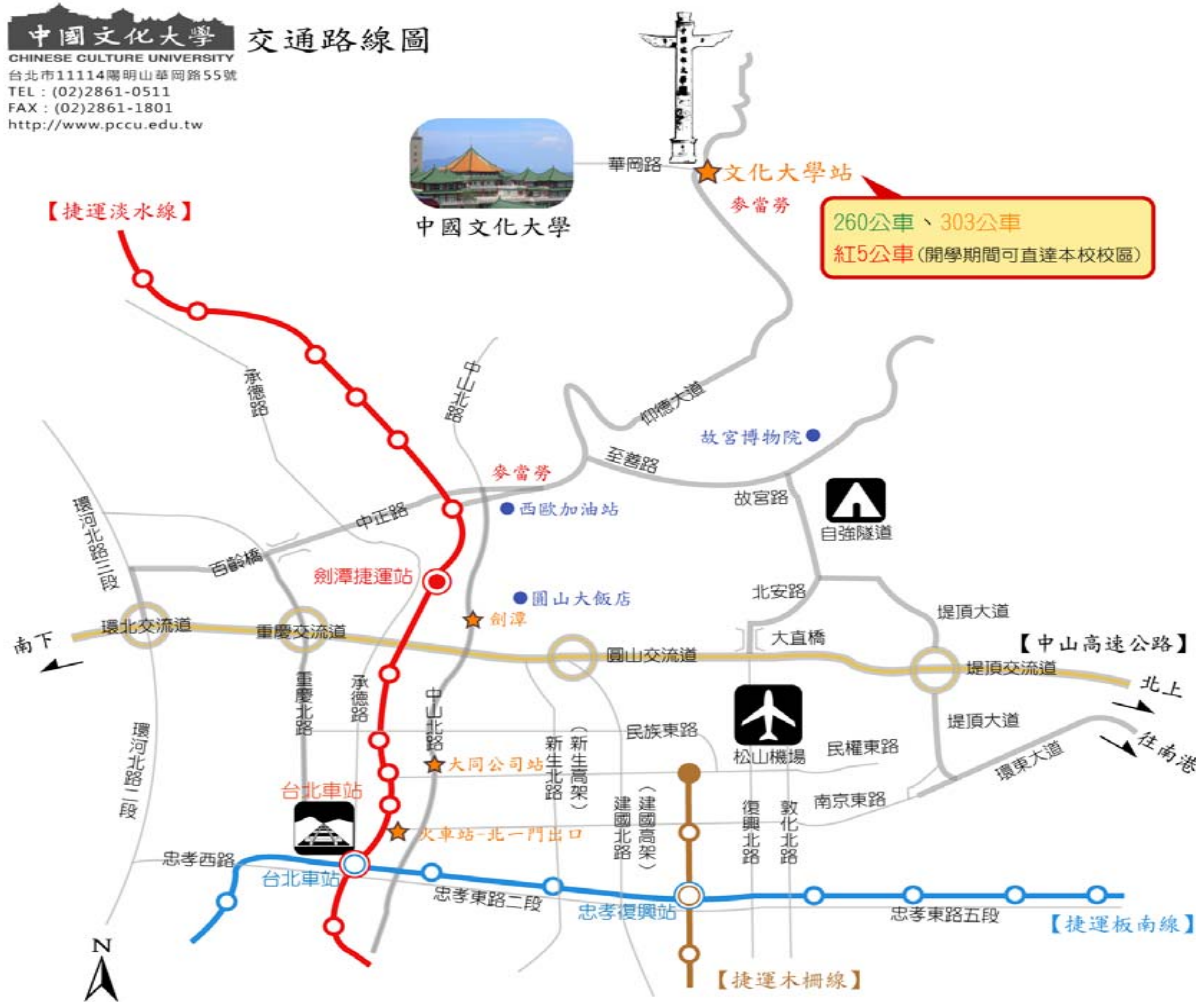 中國文化大學 交通路線圖
CHINESE CULTURE UNIVERSITY
台北市11114陽明山華岡路55號
TEL：(02)2861-0511
FAX：(02)2861-1801
http://www.pccu.edu.tw
中國文化大學
華岡路
文化大學站
麥當勞
中國文化大學
260公車、303公車
紅5公車(開學期間可直達本校校區)
【捷運淡水線】
承德路
中山北路
仰德大道
故宮博物院
至善路
麥當勞
故宮路
西歐加油站
自強隧道
環河北路三段
中正路
百齡橋
劍潭捷運站
圓山大飯店
劍潭
北安路
堤頂大道
大直橋
【中山高速公路】
南下
環北交流道
重慶交流道
圓山交流道
堤頂交流道
北上
重慶北路
承德路
中山北路
環河北路二段
民族東路
松山機場
民權東路
堤頂大道
環東大道
往南港
大同公司站
新生北路
（新生高架）
台北車站
建國北路
（建國高架）
復興北路
敦化北路
南京東路
火車站-北一門出口
忠孝西路
台北車站
忠孝東路二段
忠孝復興站
忠孝東路五段
【捷運板南線】
【捷運木柵線】
N